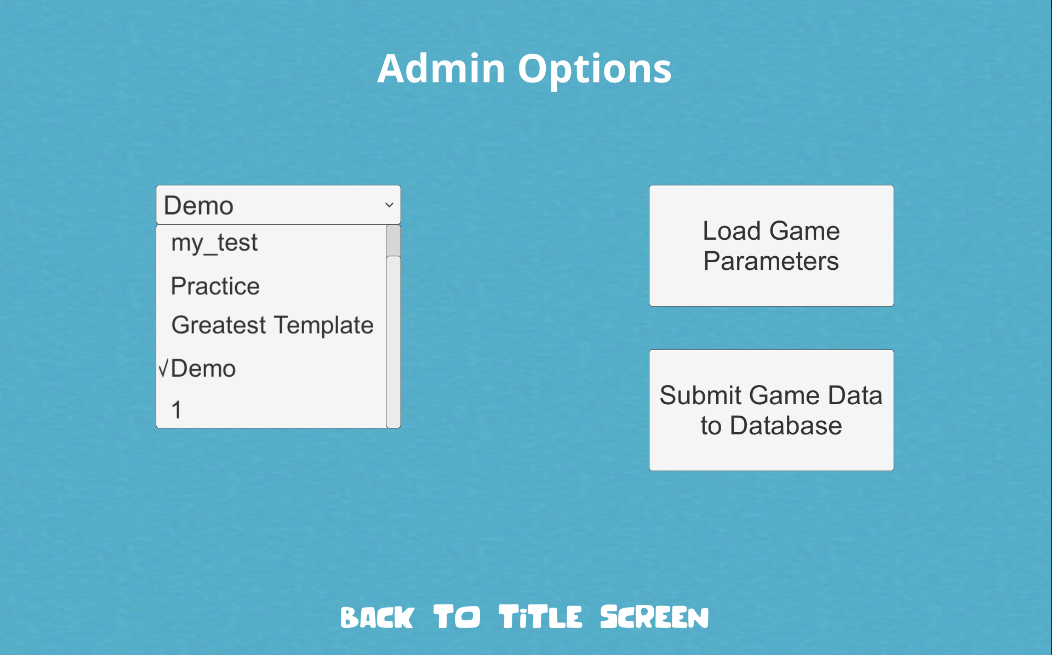 Admin Options
Demo
my_test
Practice
Greatest Template
√Demo
1
Load Game
Parameters
Submit Game Data
to Database
BACK TO TiTLE SCREEN